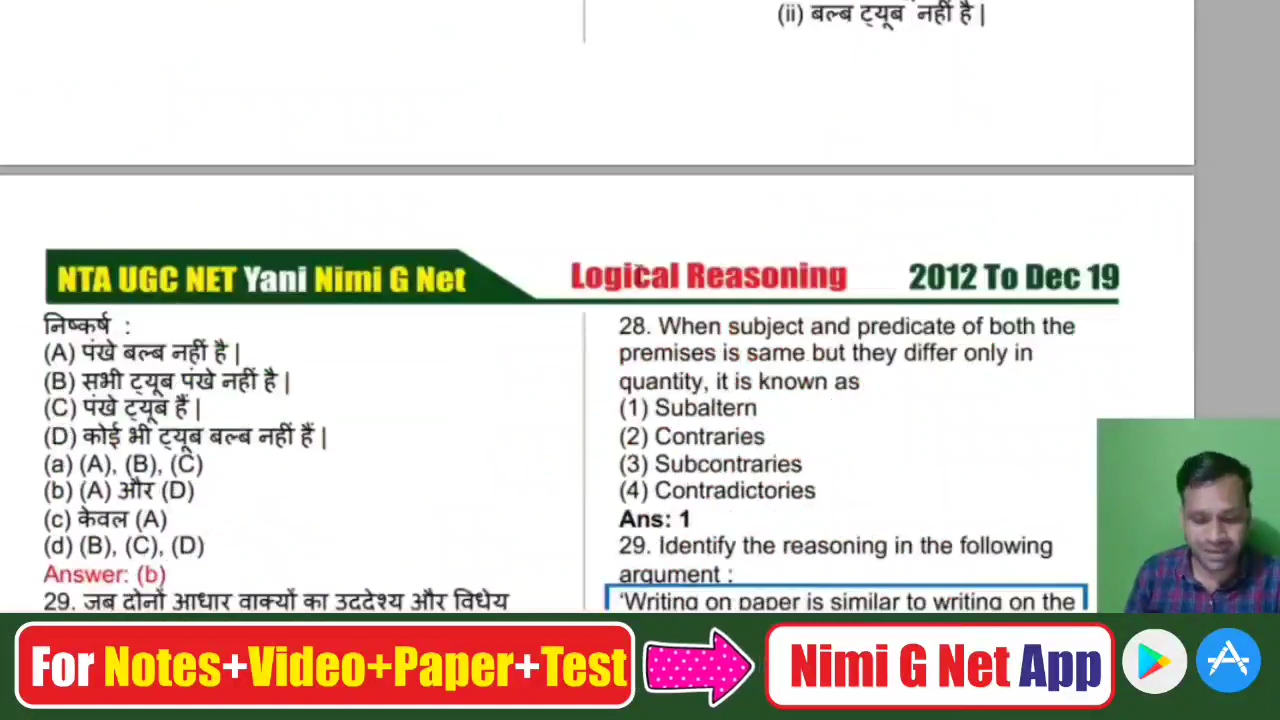 (ii) बल्ब ट्यूब नहीं है |
NTA UGC NET Yani Nimi G Net
Logical Reasoning
2012 To Dec 19
निष्कर्ष :
(A) पंखे बल्ब नहीं है |
(B) सभी ट्यूब पंखे नहीं है |
(C) पंखे ट्यूब हैं |
(D) कोई भी ट्यूब बल्ब नहीं हैं |
(a) (A), (B), (C)
(b) (A) और (D)
(c) केवल (A)
(d) (B), (C), (D)
Answer: (b)
29. जब दोनों आधार वाक्यों का उददेश्य और विधेय
28. When subject and predicate of both the
premises is same but they differ only in
quantity, it is known as
(1) Subaltern
(2) Contraries
(3) Subcontraries
(4) Contradictories
Ans: 1
29. Identify the reasoning in the following
argument :
‘Writing on paper is similar to writing on the
For Notes+Video+Paper+Test
Nimi G Net App